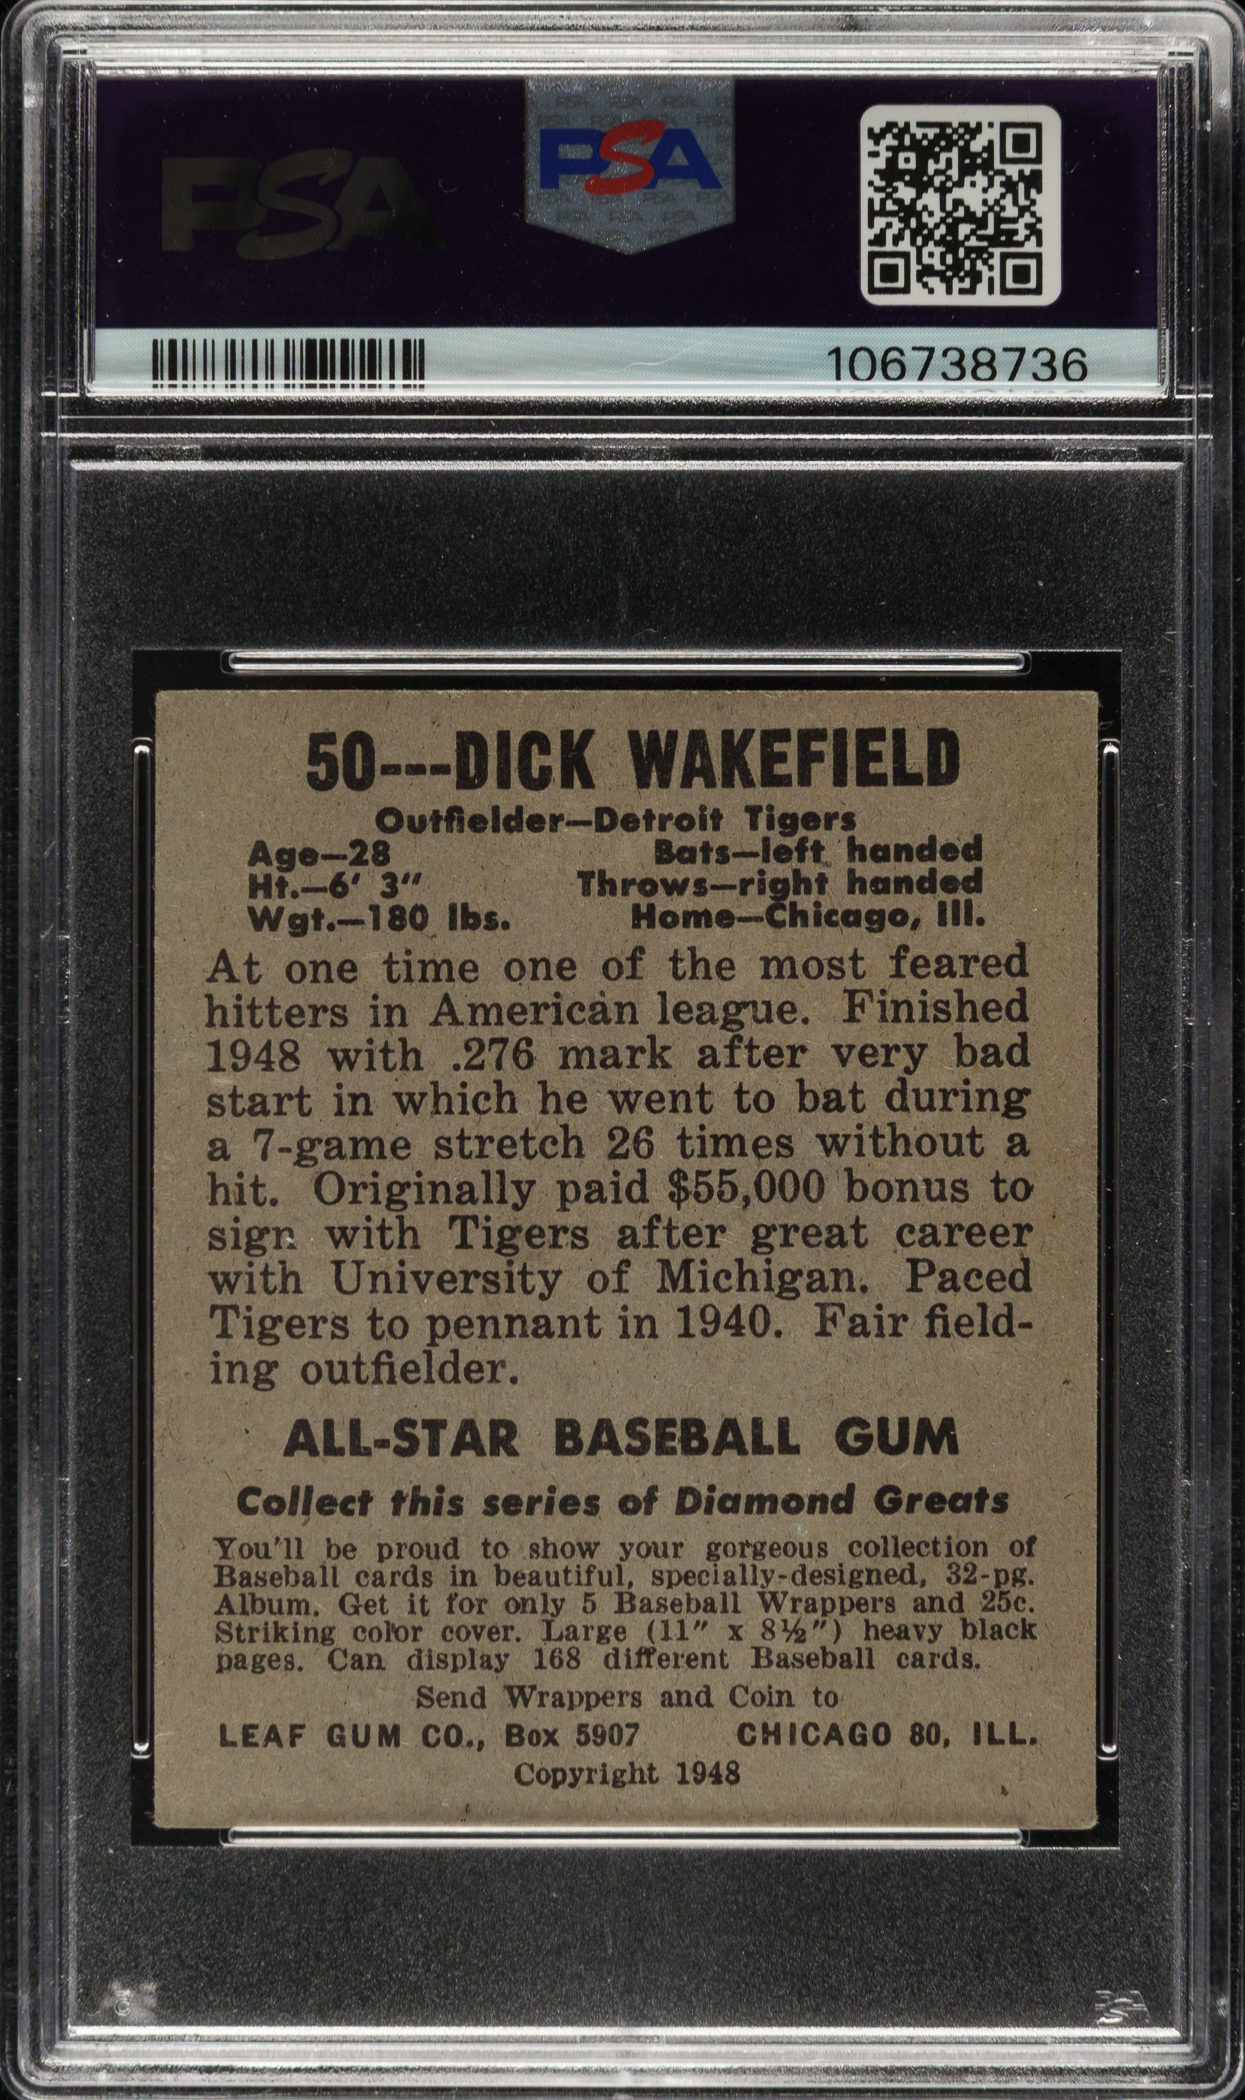 PSA
PSA
106738736
50---DICK WAKEFIELD
Outfielder—Detroit Tigers
Age—28 Bats—left handed
Ht.—6' 3" Throws—right handed
Wgt.—180 lbs. Home—Chicago, Ill.
At one time one of the most feared
hitters in American league. Finished
1948 with .276 mark after very bad
start in which he went to bat during
a 7-game stretch 26 times without a
hit. Originally paid $55,000 bonus to
sign with Tigers after great career
with University of Michigan. Paced
Tigers to pennant in 1940. Fair field-
ing outfielder.
ALL-STAR BASEBALL GUM
Collect this series of Diamond Greats
You'll be proud to show your gorgeous collection of
Baseball cards in beautiful, specially-designed, 32-pg.
Album. Get it for only 5 Baseball Wrappers and 25c.
Striking color cover. Large (11" x 8½") heavy black
pages. Can display 168 different Baseball cards.
Send Wrappers and Coin to
LEAF GUM CO., Box 5907 CHICAGO 80, ILL.
Copyright 1948
PSA